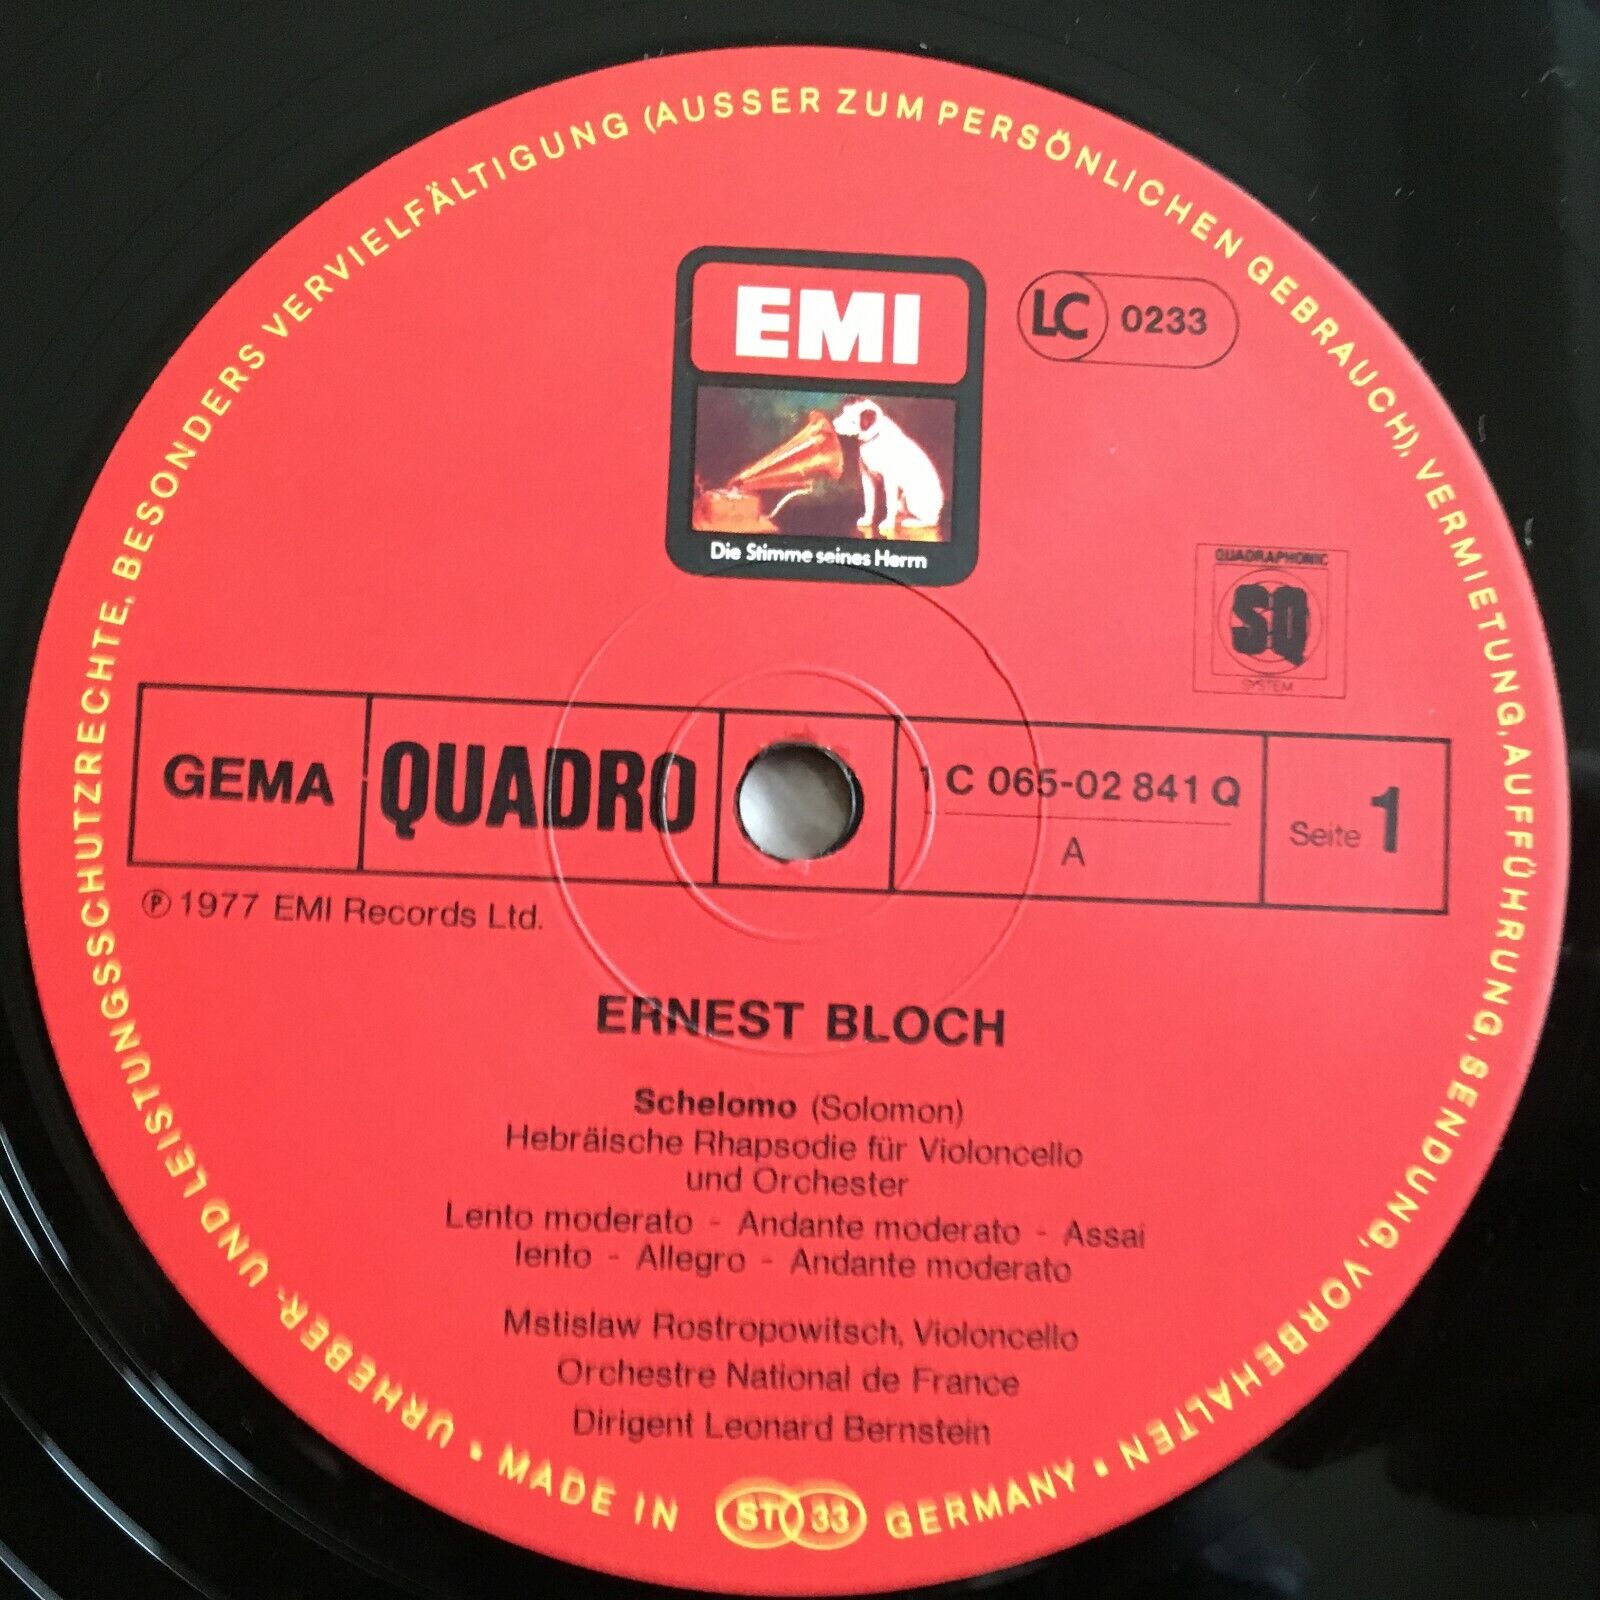 URHEBER- UND LEISTUNGSSCHUTZRECHTE, BESONDERS VERVIELFÄLTIGUNG (AUSSER ZUM PERSÖNLICHEN GEBRAUCH), VERMIETUNG, AUFFÜHRUNG, SENDUNG, VORBEHALTEN •
EMI
Die Stimme seines Herrn
LC 0233
QUADRAPHONIC
SQ
SYSTEM
GEMA
QUADRO
1 C 065-02 841 Q
A
Seite 1
℗ 1977 EMI Records Ltd.
ERNEST BLOCH
Schelomo (Solomon)
Hebräische Rhapsodie für Violoncello
und Orchester
Lento moderato - Andante moderato - Assai
lento - Allegro - Andante moderato
Mstislaw Rostropowitsch, Violoncello
Orchestre National de France
Dirigent Leonard Bernstein
• MADE IN ST 33 GERMANY